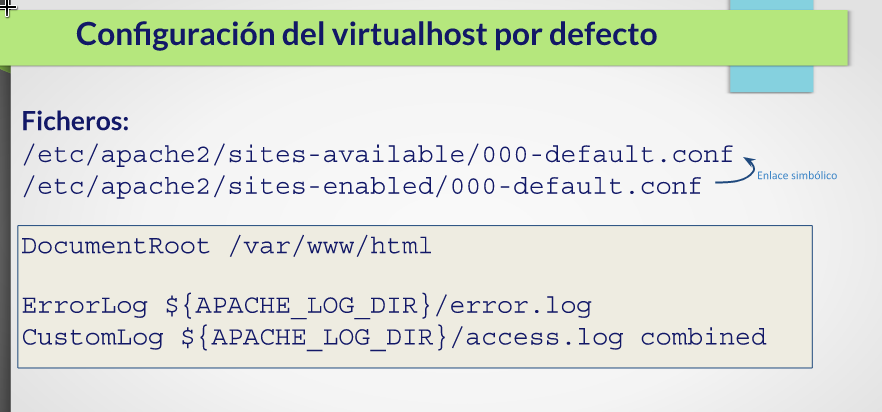 Configuración del virtualhost por defecto
Ficheros:
/etc/apache2/sites-available/000-default.conf
/etc/apache2/sites-enabled/000-default.conf
Enlace simbólico
DocumentRoot /var/www/html
ErrorLog ${APACHE_LOG_DIR}/error.log
CustomLog ${APACHE_LOG_DIR}/access.log combined